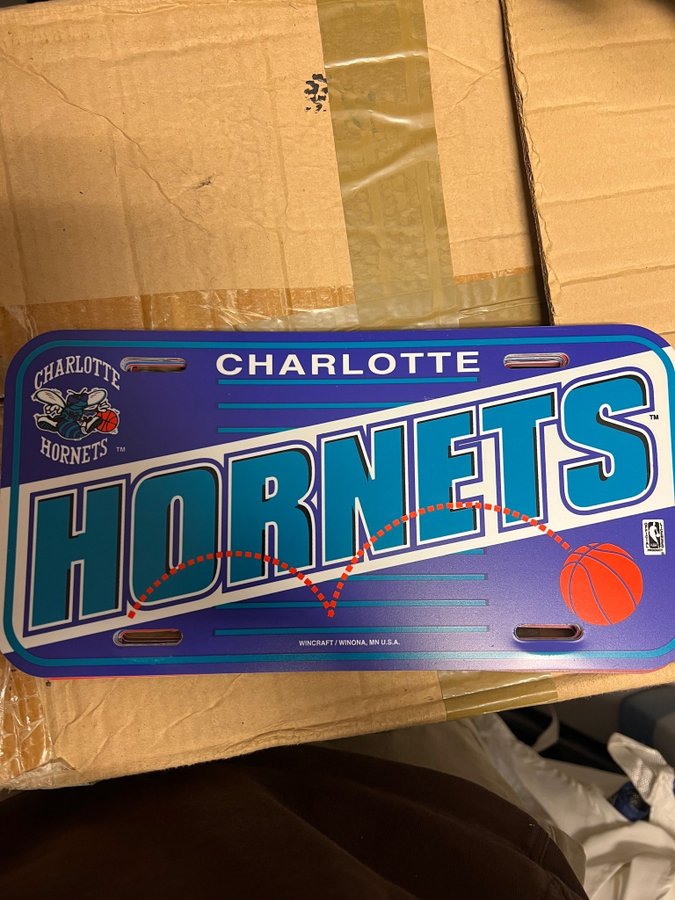 CHARLOTTE
CHARLOTTE
HORNETS ™
HORNETS ™
WINCRAFT / WINONA, MN U.S.A.